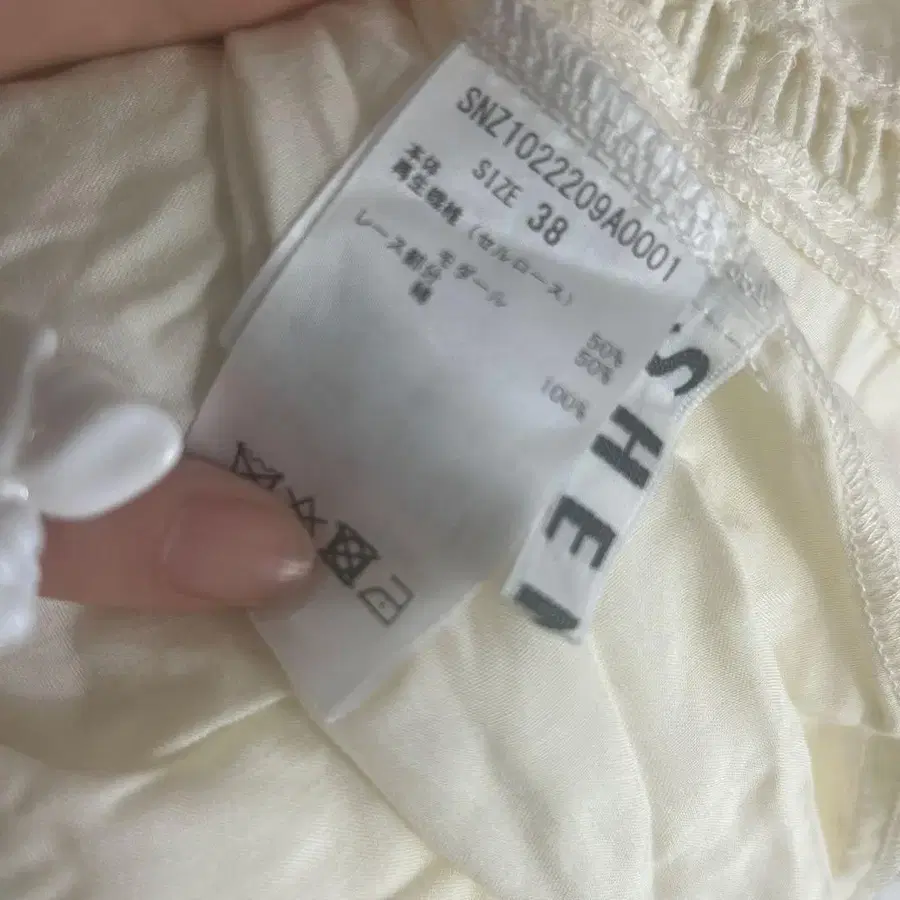 SNZ1022209A0001
SIZE 38
本体
再生繊維（セルロース） 50%
モダール 50%
レース部分
綿 100%
SHE